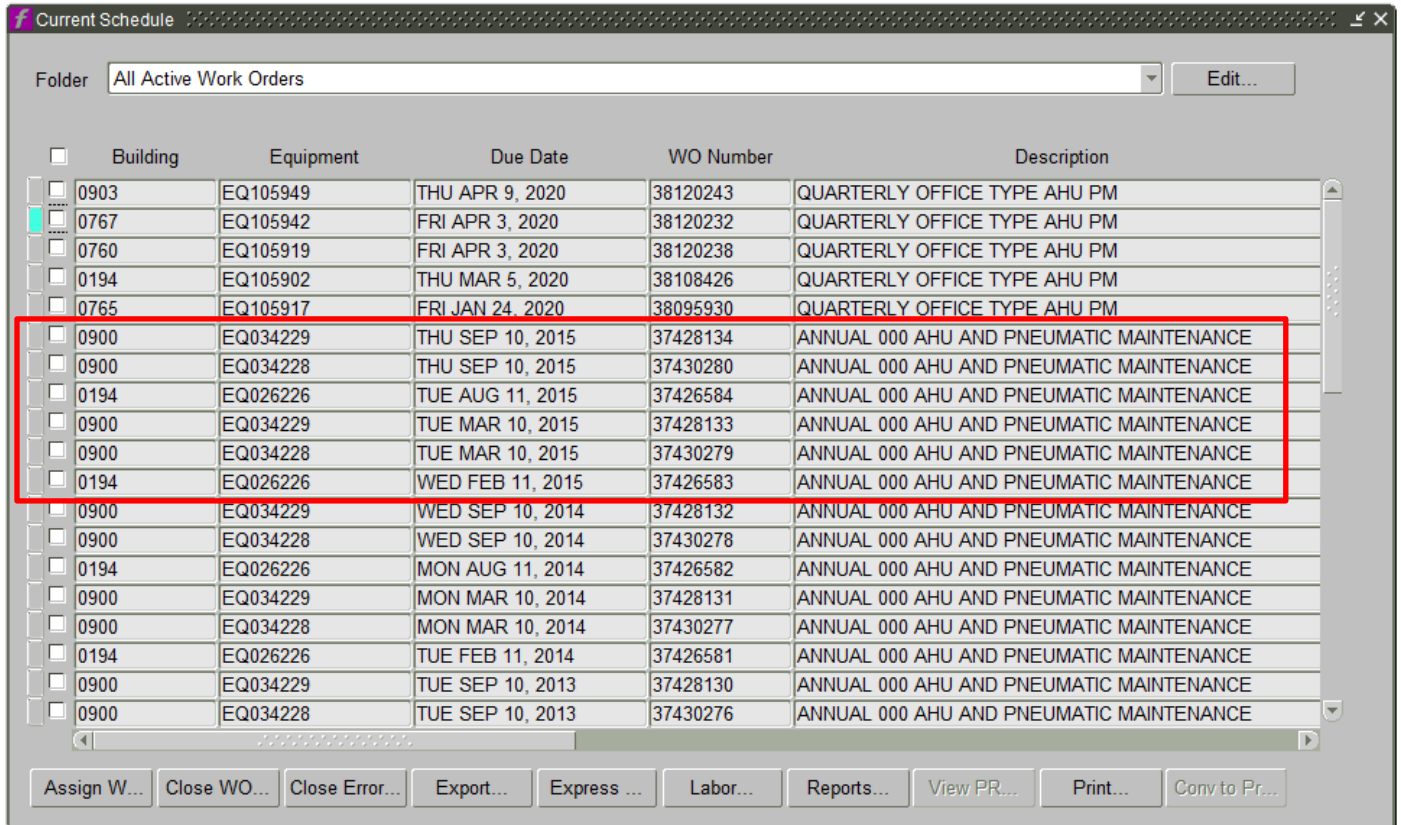 f Current Schedule
Folder All Active Work Orders Edit...
Building Equipment Due Date WO Number Description
0903 EQ105949 THU APR 9, 2020 38120243 QUARTERLY OFFICE TYPE AHU PM
0767 EQ105942 FRI APR 3, 2020 38120232 QUARTERLY OFFICE TYPE AHU PM
0760 EQ105919 FRI APR 3, 2020 38120238 QUARTERLY OFFICE TYPE AHU PM
0194 EQ105902 THU MAR 5, 2020 38108426 QUARTERLY OFFICE TYPE AHU PM
0765 EQ105917 FRI JAN 24, 2020 38095930 QUARTERLY OFFICE TYPE AHU PM
0900 EQ034229 THU SEP 10, 2015 37428134 ANNUAL 000 AHU AND PNEUMATIC MAINTENANCE
0900 EQ034228 THU SEP 10, 2015 37430280 ANNUAL 000 AHU AND PNEUMATIC MAINTENANCE
0194 EQ026226 TUE AUG 11, 2015 37426584 ANNUAL 000 AHU AND PNEUMATIC MAINTENANCE
0900 EQ034229 TUE MAR 10, 2015 37428133 ANNUAL 000 AHU AND PNEUMATIC MAINTENANCE
0900 EQ034228 TUE MAR 10, 2015 37430279 ANNUAL 000 AHU AND PNEUMATIC MAINTENANCE
0194 EQ026226 WED FEB 11, 2015 37426583 ANNUAL 000 AHU AND PNEUMATIC MAINTENANCE
0900 EQ034229 WED SEP 10, 2014 37428132 ANNUAL 000 AHU AND PNEUMATIC MAINTENANCE
0900 EQ034228 WED SEP 10, 2014 37430278 ANNUAL 000 AHU AND PNEUMATIC MAINTENANCE
0194 EQ026226 MON AUG 11, 2014 37426582 ANNUAL 000 AHU AND PNEUMATIC MAINTENANCE
0900 EQ034229 MON MAR 10, 2014 37428131 ANNUAL 000 AHU AND PNEUMATIC MAINTENANCE
0900 EQ034228 MON MAR 10, 2014 37430277 ANNUAL 000 AHU AND PNEUMATIC MAINTENANCE
0194 EQ026226 TUE FEB 11, 2014 37426581 ANNUAL 000 AHU AND PNEUMATIC MAINTENANCE
0900 EQ034229 TUE SEP 10, 2013 37428130 ANNUAL 000 AHU AND PNEUMATIC MAINTENANCE
0900 EQ034228 TUE SEP 10, 2013 37430276 ANNUAL 000 AHU AND PNEUMATIC MAINTENANCE
Assign W... Close WO... Close Error... Export... Express ... Labor... Reports... View PR... Print... Conv to Pr...